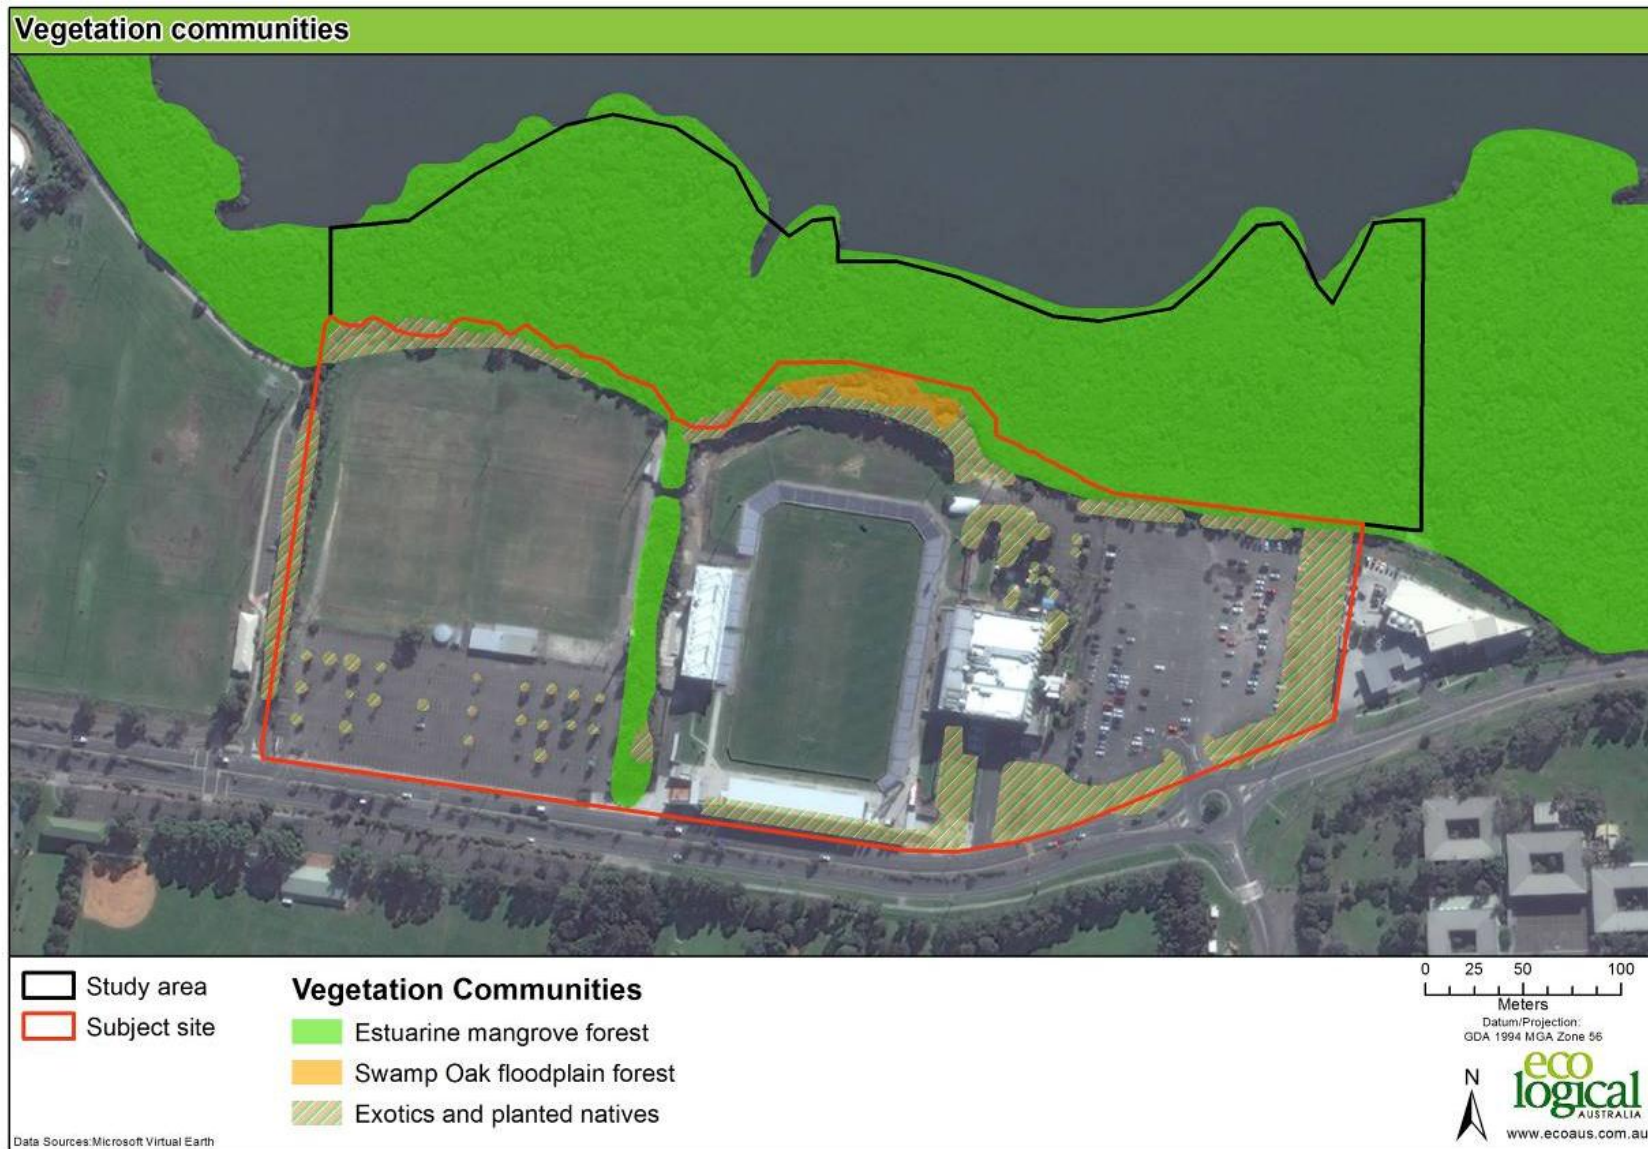 Vegetation communities
Study area
Subject site
Vegetation Communities
Estuarine mangrove forest
Swamp Oak floodplain forest
Exotics and planted natives
0 25 50 100
Meters
Datum/Projection:
GDA 1994 MGA Zone 56
N
eco
logical
AUSTRALIA
www.ecoaus.com.au
Data Sources:Microsoft Virtual Earth